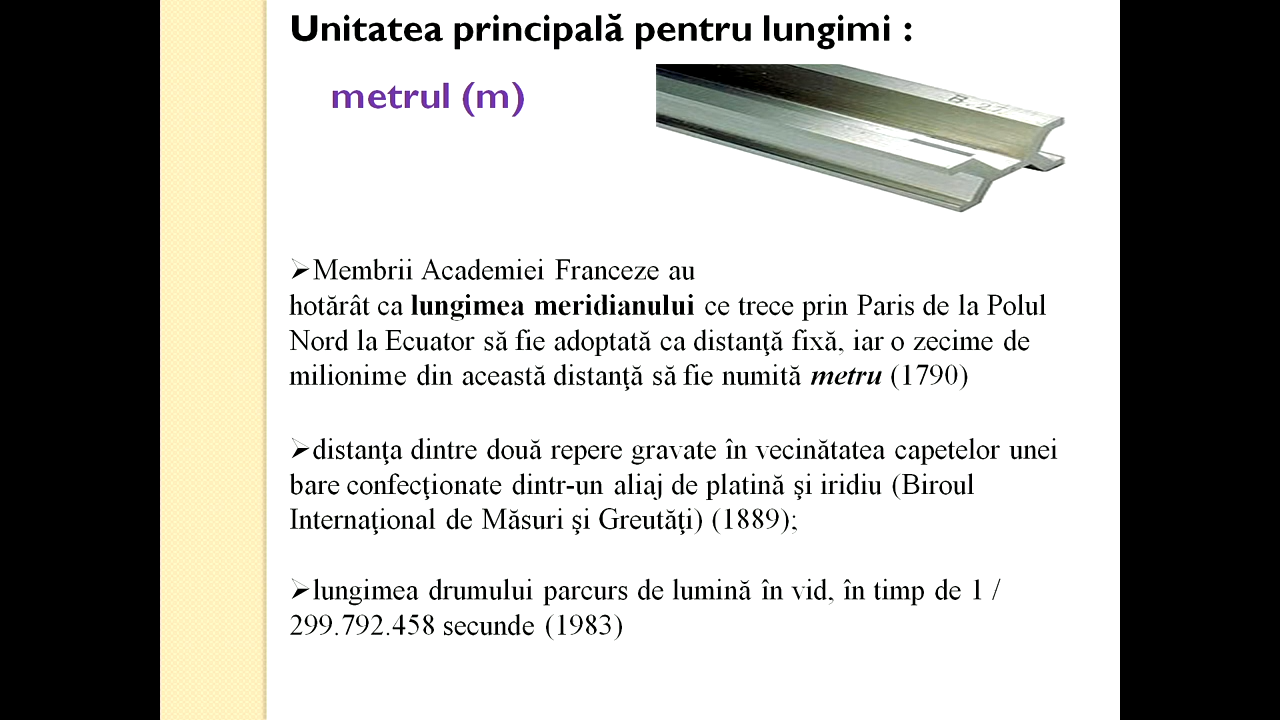 Unitatea principală pentru lungimi :
metrul (m)
B.27
➢Membrii Academiei Franceze au
hotărât ca lungimea meridianului ce trece prin Paris de la Polul
Nord la Ecuator să fie adoptată ca distanţă fixă, iar o zecime de
milionime din această distanţă să fie numită metru (1790)
➢distanţa dintre două repere gravate în vecinătatea capetelor unei
bare confecţionate dintr-un aliaj de platină şi iridiu (Biroul
Internaţional de Măsuri şi Greutăţi) (1889);
➢lungimea drumului parcurs de lumină în vid, în timp de 1 /
299.792.458 secunde (1983)